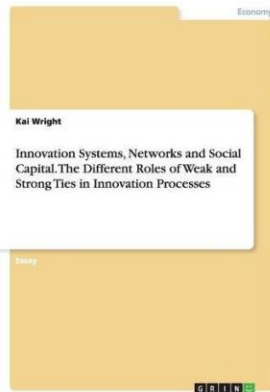 Economy
Kai Wright
Innovation Systems, Networks and Social
Capital. The Different Roles of Weak and
Strong Ties in Innovation Processes
Essay
GRIN